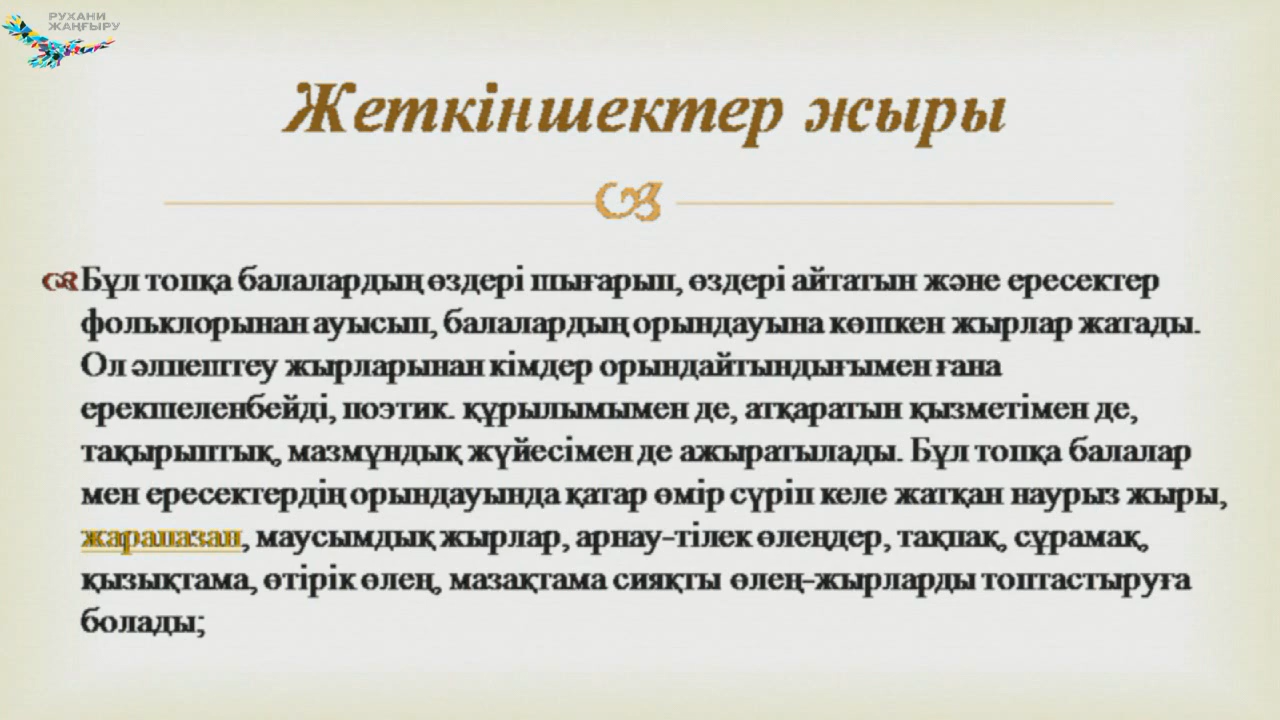 РУХАНИ
ЖАҢҒЫРУ
Жеткіншектер жыры
Бұл топқа балалардың өздері шығарып, өздері айтатын және ересектер
фольклорынан ауысып, балалардың орындауына көшкен жырлар жатады.
Ол әлпештеу жырларынан кімдер орындайтындығымен ғана
ерекшеленбейді, поэтик. құрылымымен де, атқаратын қызметімен де,
тақырыптық, мазмұндық жүйесімен де ажыратылады. Бұл топқа балалар
мен ересектердің орындауында қатар өмір сүріп келе жатқан наурыз жыры,
жарапазан, маусымдық жырлар, арнау-тілек өлеңдер, тақпақ, сұрамақ,
қызықтама, өтірік өлең, мазақтама сияқты өлең-жырларды топтастыруға
болады;